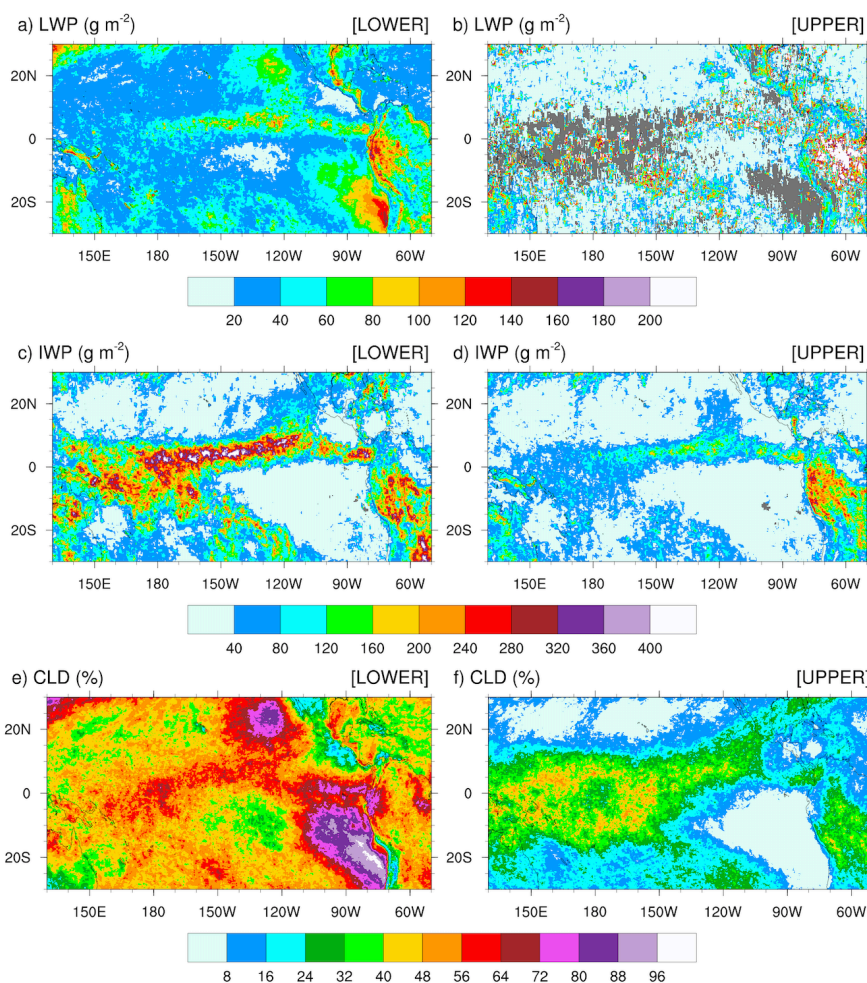 a) LWP (g m⁻²) [LOWER] b) LWP (g m⁻²) [UPPER]
20N
0
20S
150E 180 150W 120W 90W 60W 150E 180 150W 120W 90W 60W
20 40 60 80 100 120 140 160 180 200
c) IWP (g m⁻²) [LOWER] d) IWP (g m⁻²) [UPPER]
20N 20N
0 0
20S 20S
150E 180 150W 120W 90W 60W 150E 180 150W 120W 90W 60W
40 80 120 160 200 240 280 320 360 400
e) CLD (%) [LOWER] f) CLD (%) [UPPER]
20N 20N
0 0
20S 20S
150E 180 150W 120W 90W 60W 150E 180 150W 120W 90W 60W
8 16 24 32 40 48 56 64 72 80 88 96